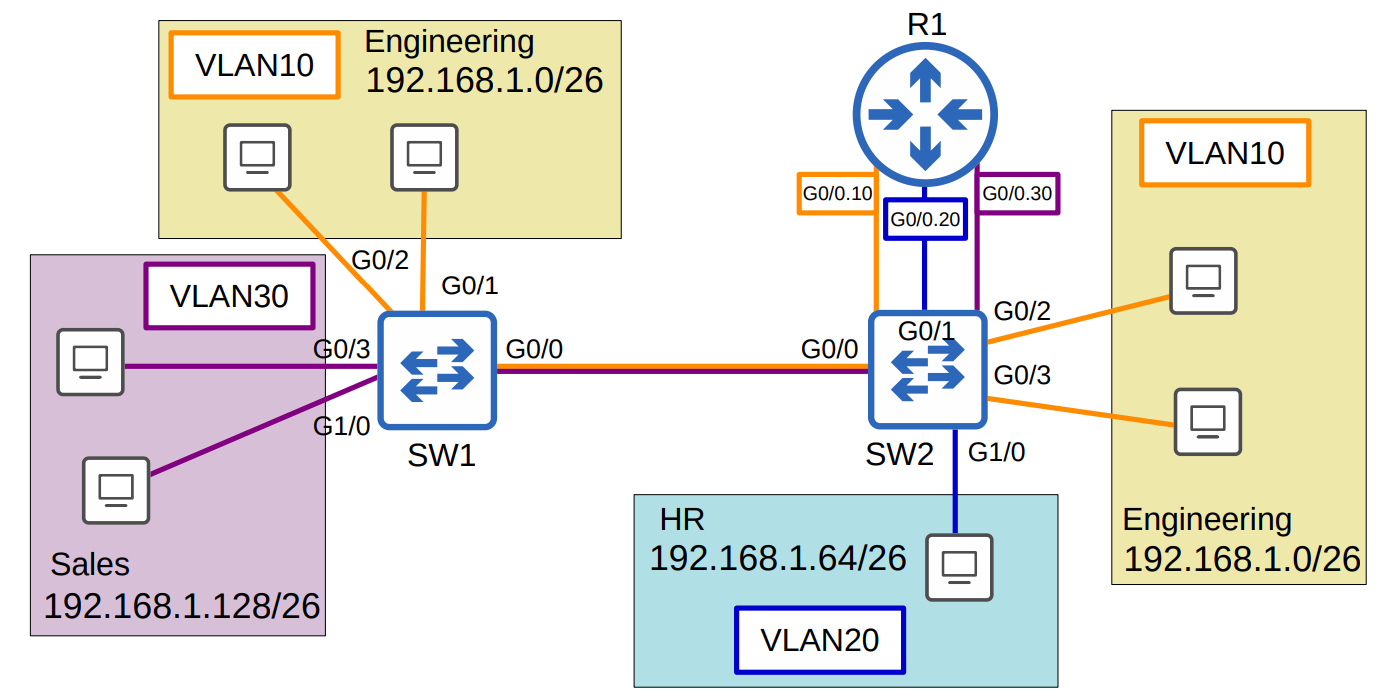 R1
VLAN10
Engineering
192.168.1.0/26
VLAN10
G0/0.10
G0/0.20
G0/0.30
G0/2
G0/1
VLAN30
G0/3
G0/0
G0/0
G0/1
G0/2
G0/3
G1/0
SW1
SW2
G1/0
Sales
192.168.1.128/26
HR
192.168.1.64/26
VLAN20
Engineering
192.168.1.0/26